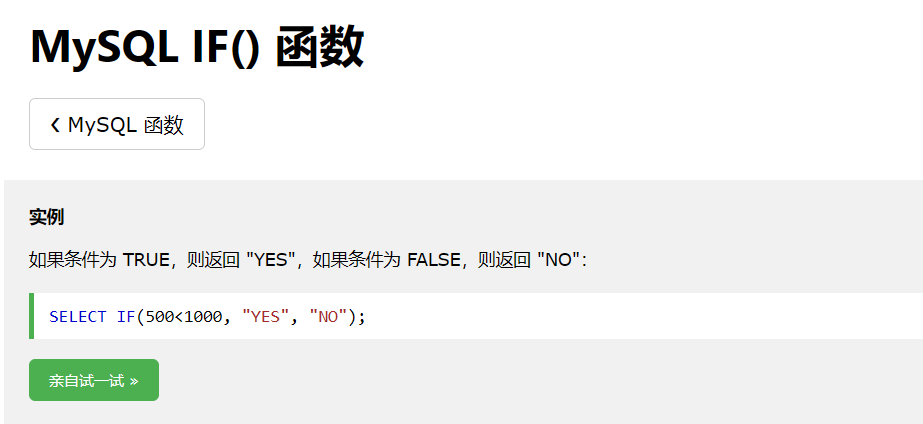 MySQL IF() 函数
❮ MySQL 函数
实例
如果条件为 TRUE，则返回 "YES"，如果条件为 FALSE，则返回 "NO"：
SELECT IF(500<1000, "YES", "NO");
亲自试一试 »